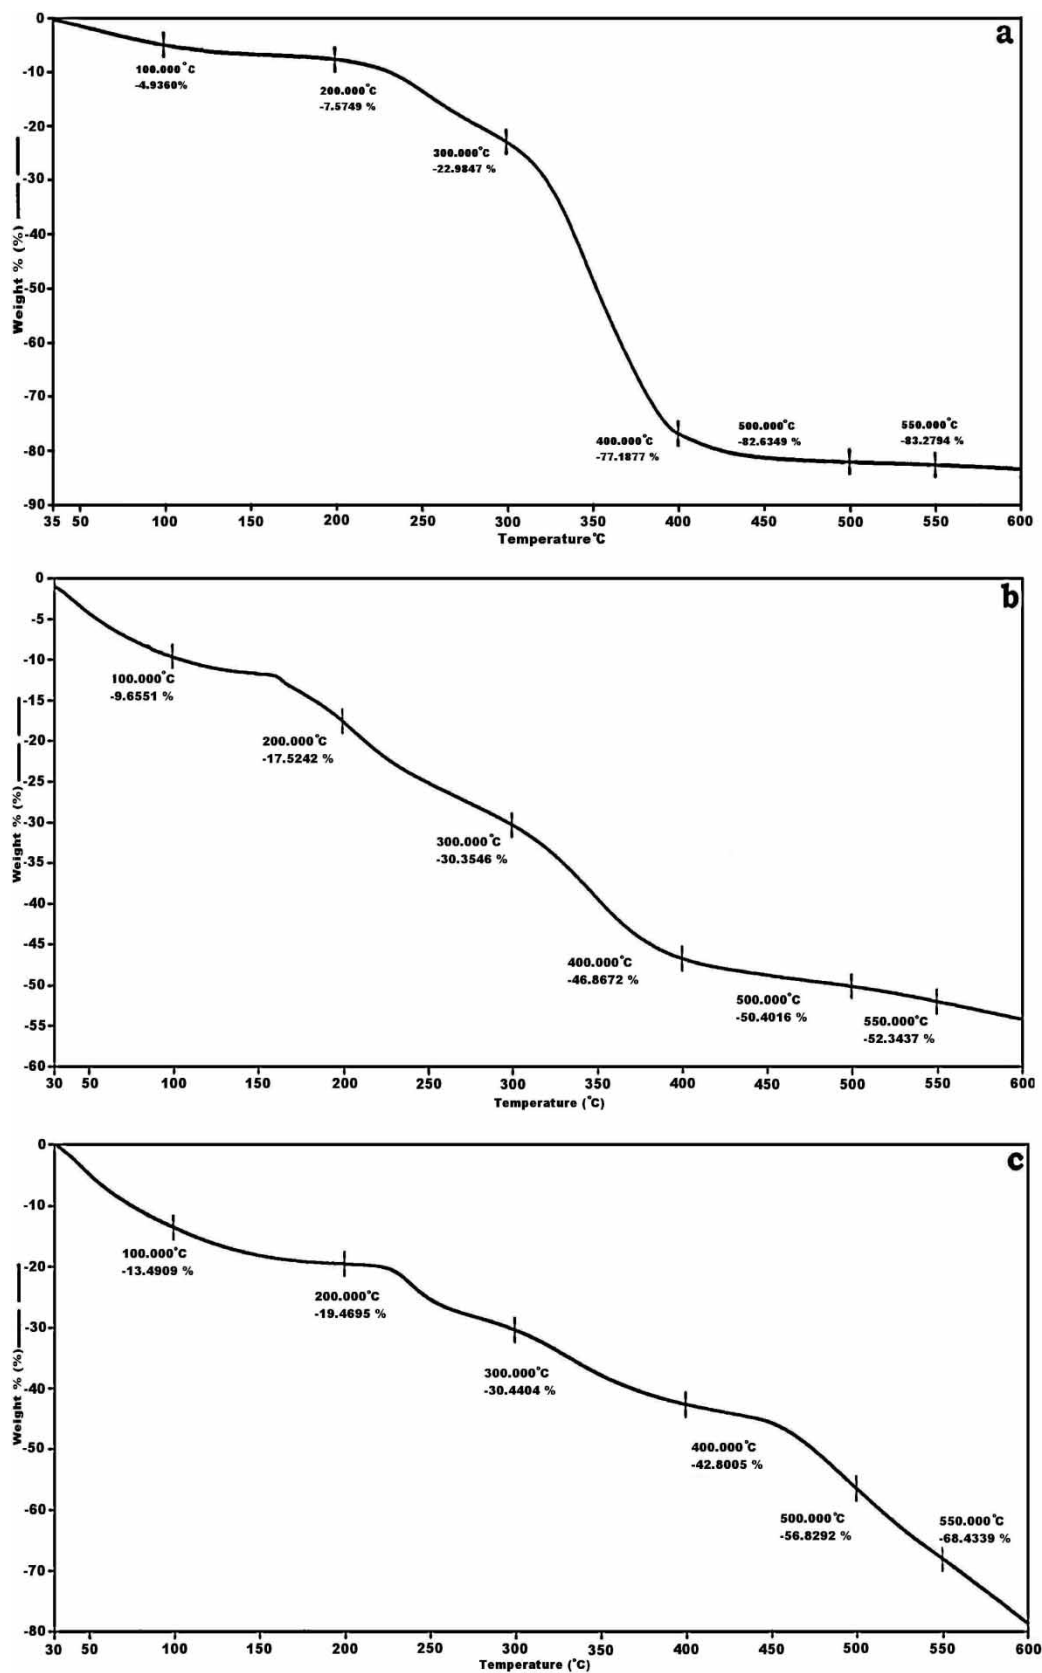 a
0
-10
-20
-30
-40
-50
-60
-70
-80
-90
Weight % (%)
100.000°C
-4.9360%
200.000°C
-7.5749 %
300.000°C
-22.9847 %
400.000°C
-77.1877 %
500.000°C
-82.6349 %
550.000°C
-83.2794 %
35 50 100 150 200 250 300 350 400 450 500 550 600
Temperature°C
b
0
-5
-10
-15
-20
-25
-30
-35
-40
-45
-50
-55
-60
Weight % (%)
100.000°C
-9.6551 %
200.000°C
-17.5242 %
300.000°C
-30.3546 %
400.000°C
-46.8672 %
500.000°C
-50.4016 %
550.000°C
-52.3437 %
30 50 100 150 200 250 300 350 400 450 500 550 600
Temperature (°C)
c
0
-10
-20
-30
-40
-50
-60
-70
-80
Weight % (%)
100.000°C
-13.4909 %
200.000°C
-19.4695 %
300.000°C
-30.4404 %
400.000°C
-42.8005 %
500.000°C
-56.8292 %
550.000°C
-68.4339 %
30 50 100 150 200 250 300 350 400 450 500 550 600
Temperature (°C)